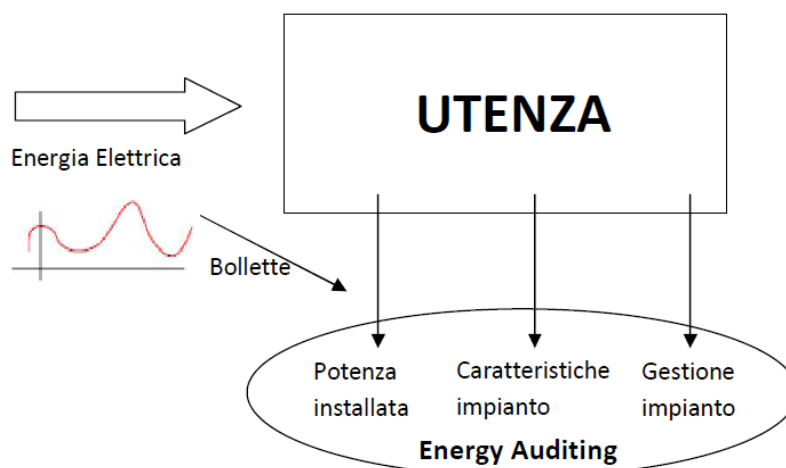 UTENZA
Energia Elettrica
Bollette
Potenza
installata
Caratteristiche
impianto
Gestione
impianto
Energy Auditing